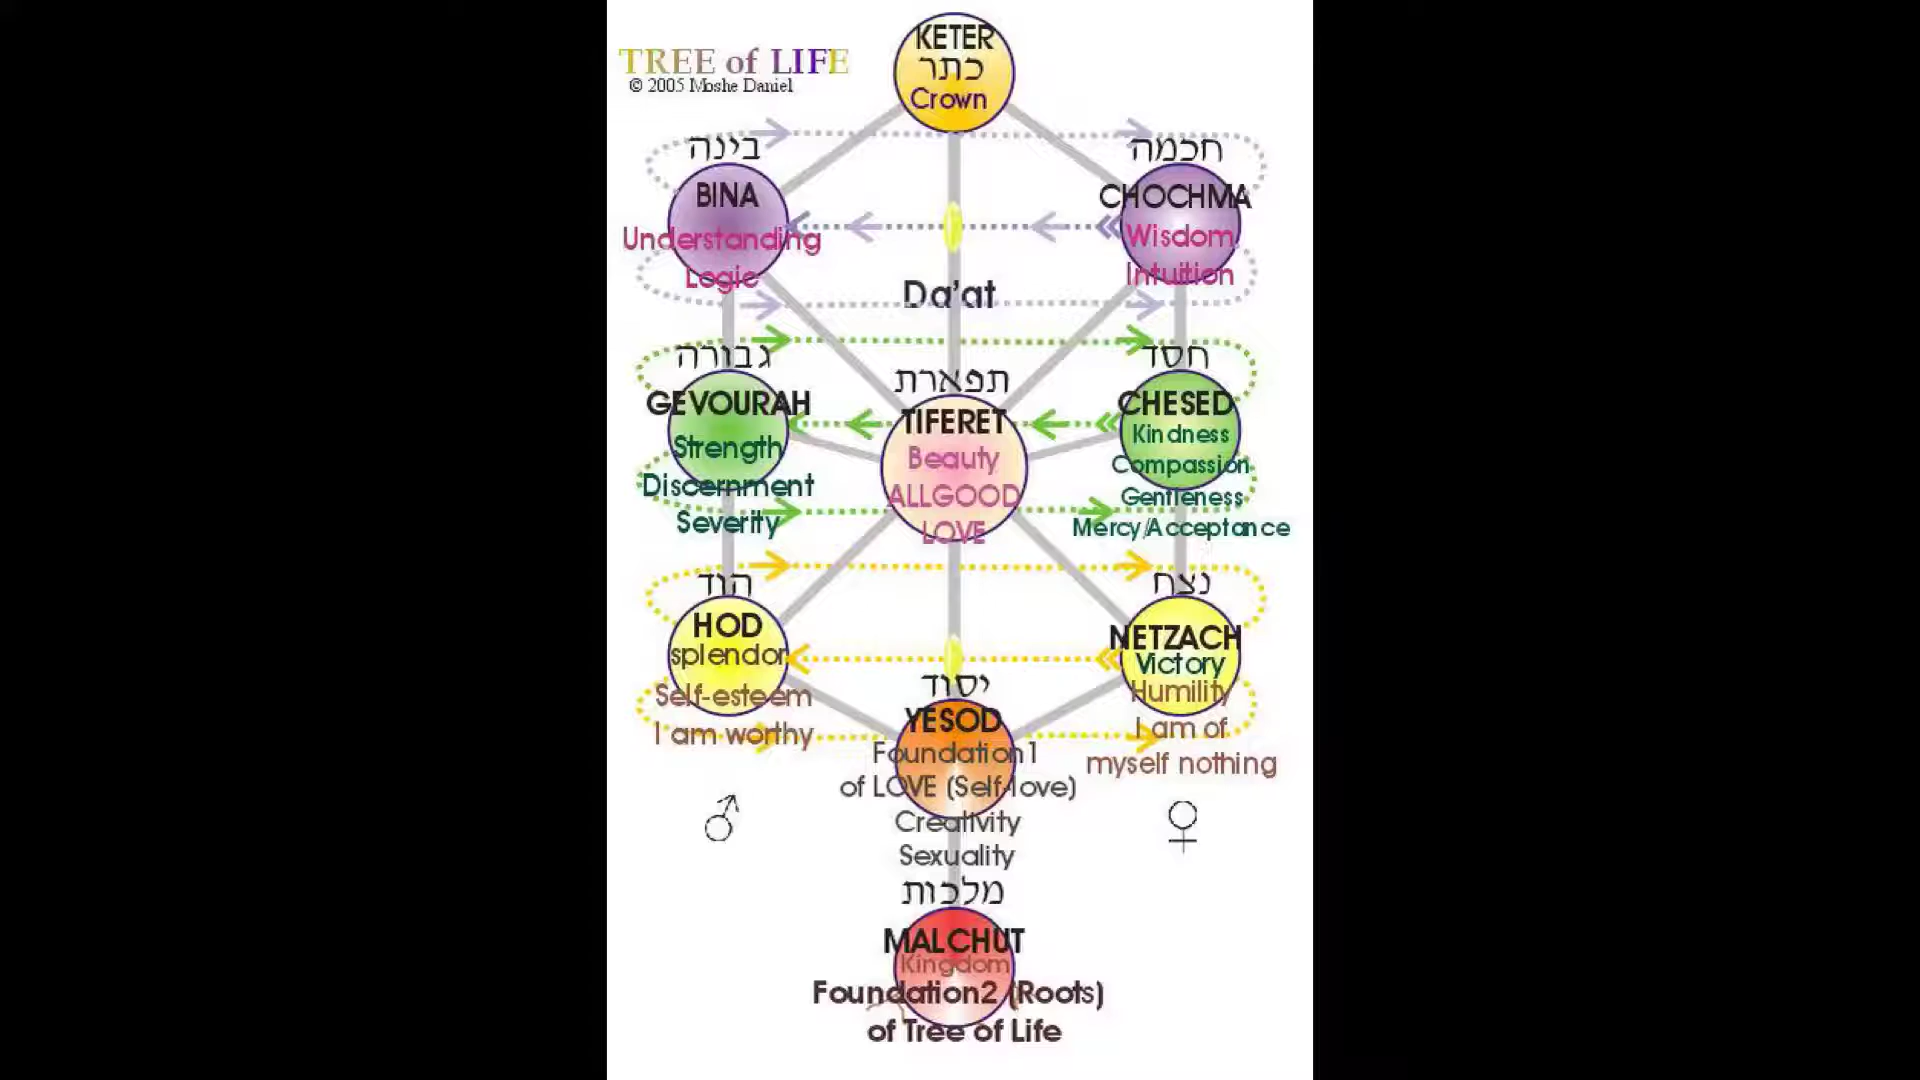 TREE of LIFE
© 2005 Moshe Daniel
KETER
כתר
Crown
בינה
BINA
Understanding
Logic
חכמה
CHOCHMA
Wisdom
Intuition
Da'at
גבורה
GEVOURAH
Strength
Discernment
Severity
תפארת
TIFERET
Beauty
ALLGOOD
LOVE
חסד
CHESED
Kindness
Compassion
Gentleness
Mercy/Acceptance
הוד
HOD
splendor
Self-esteem
I am worthy
נצח
NETZACH
Victory
Humility
I am of
myself nothing
יסוד
YESOD
Foundation1
of LOVE (Self-love)
Creativity
Sexuality
מלכות
MALCHUT
Kingdom
Foundation2 (Roots)
of Tree of Life